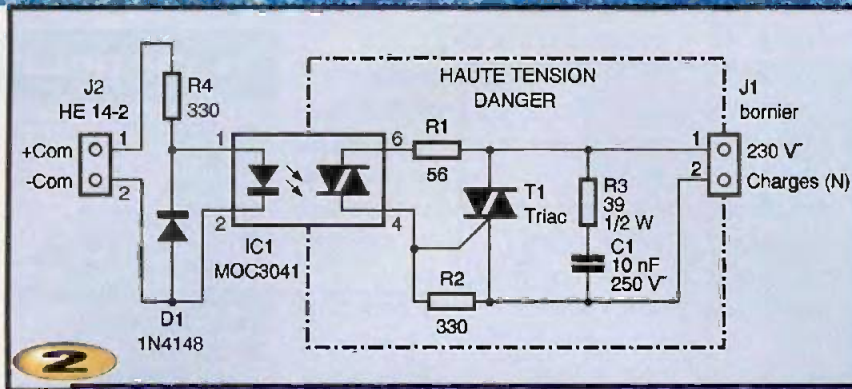 HAUTE TENSION
DANGER
J2
HE 14-2
R4
330
J1
bornier
+Com
-Com
1
2
1
2
6
4
R1
56
1
2
230 V~
Charges (N)
T1
Triac
R3
39
1/2 W
IC1
MOC3041
C1
10 nF
250 V~
R2
330
D1
1N4148
2